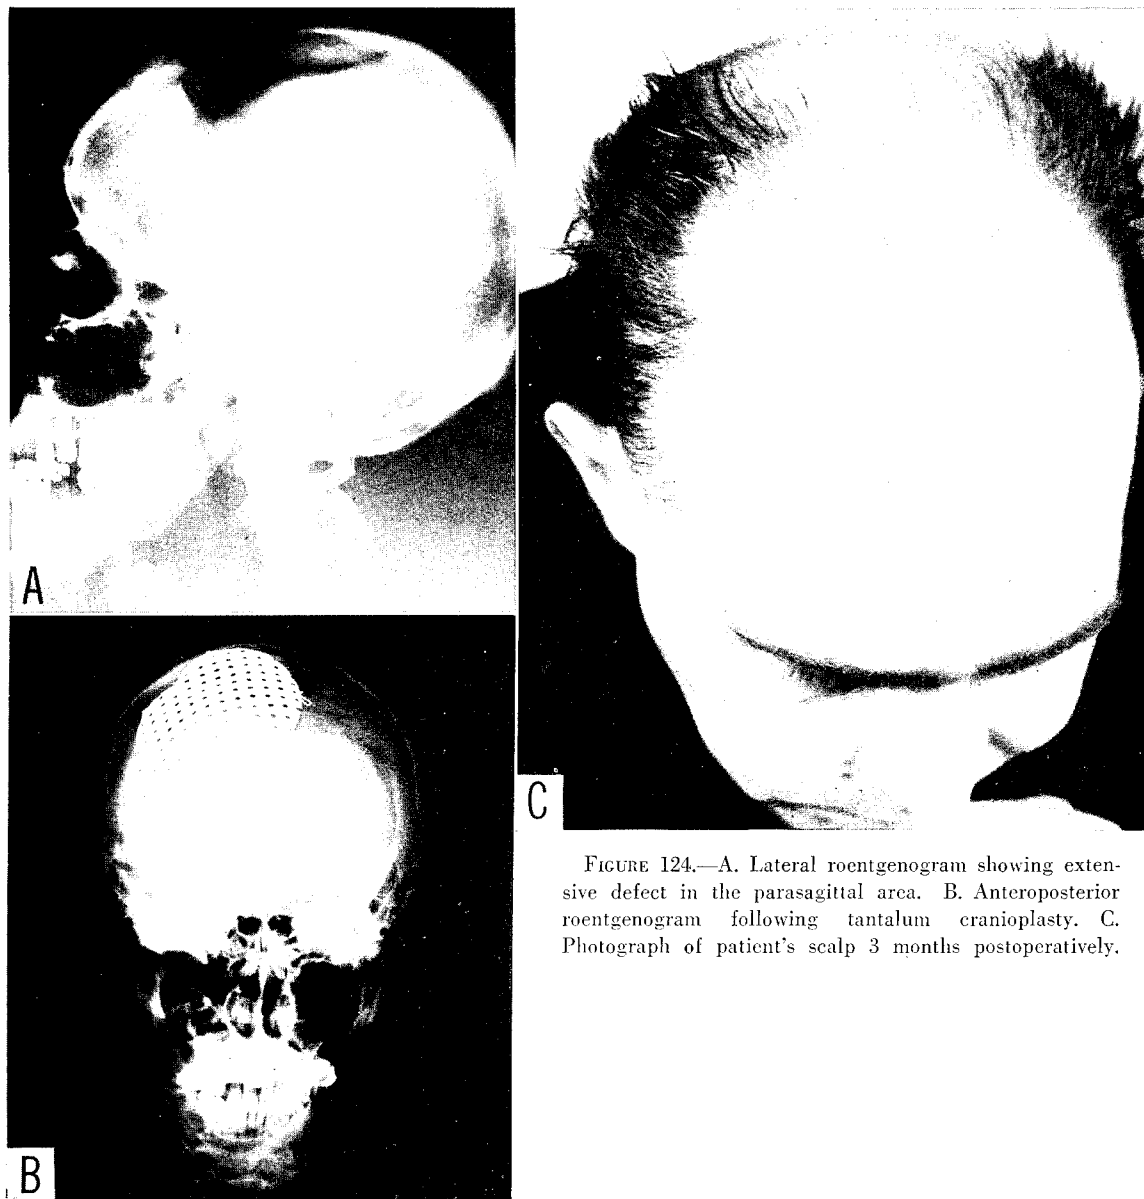 A
B
C
FIGURE 124.—A. Lateral roentgenogram showing exten-
sive defect in the parasagittal area. B. Anteroposterior
roentgenogram following tantalum cranioplasty. C.
Photograph of patient's scalp 3 months postoperatively.